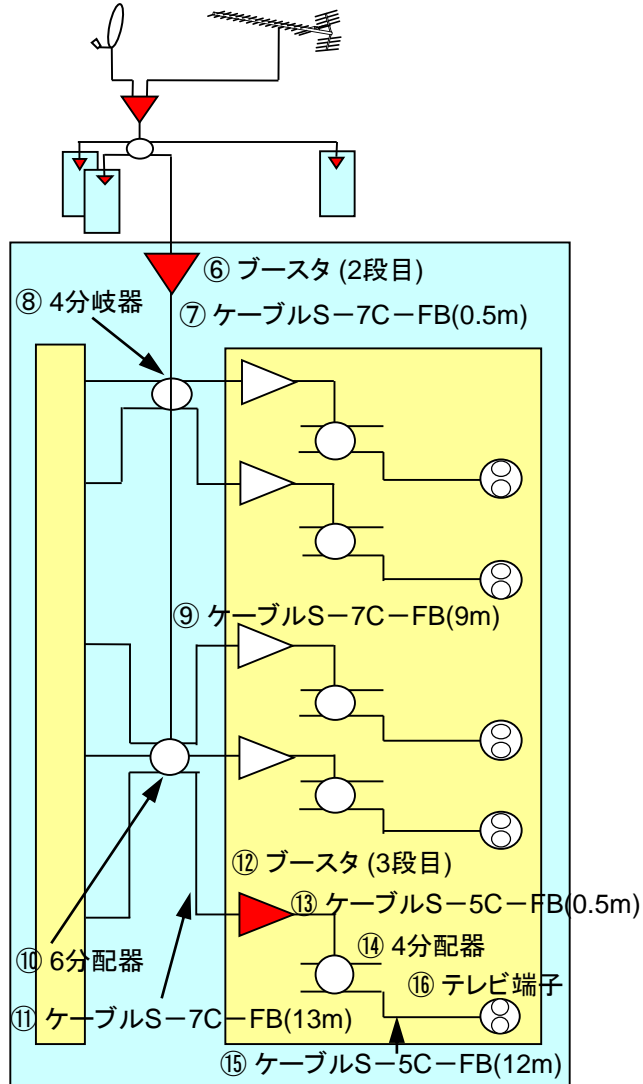 ⑥ ブースタ (2段目)
⑧ 4分岐器
⑦ ケーブルS－7C－FB(0.5m)
⑨ ケーブルS－7C－FB(9m)
⑫ ブースタ (3段目)
⑬ ケーブルS－5C－FB(0.5m)
⑭ 4分配器
⑩ 6分配器
⑯ テレビ端子
⑪ ケーブルS－7C－FB(13m)
⑮ ケーブルS－5C－FB(12m)